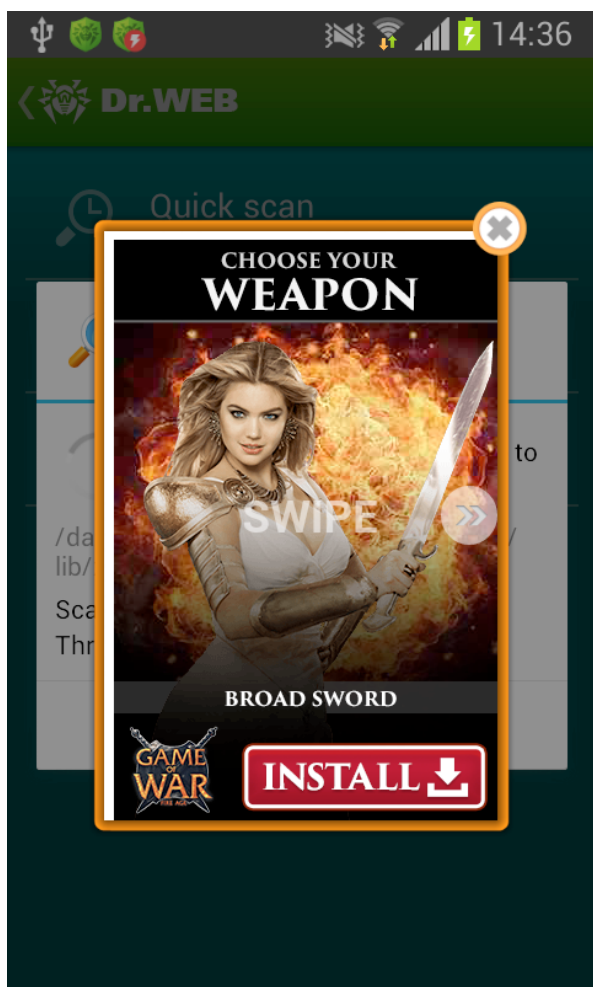 14:36
Dr.WEB
Quick scan
CHOOSE YOUR
WEAPON
to
SWIPE
/da
/
lib/
Sca
Thr
BROAD SWORD
GAME
OF
WAR
FIRE AGE
INSTALL